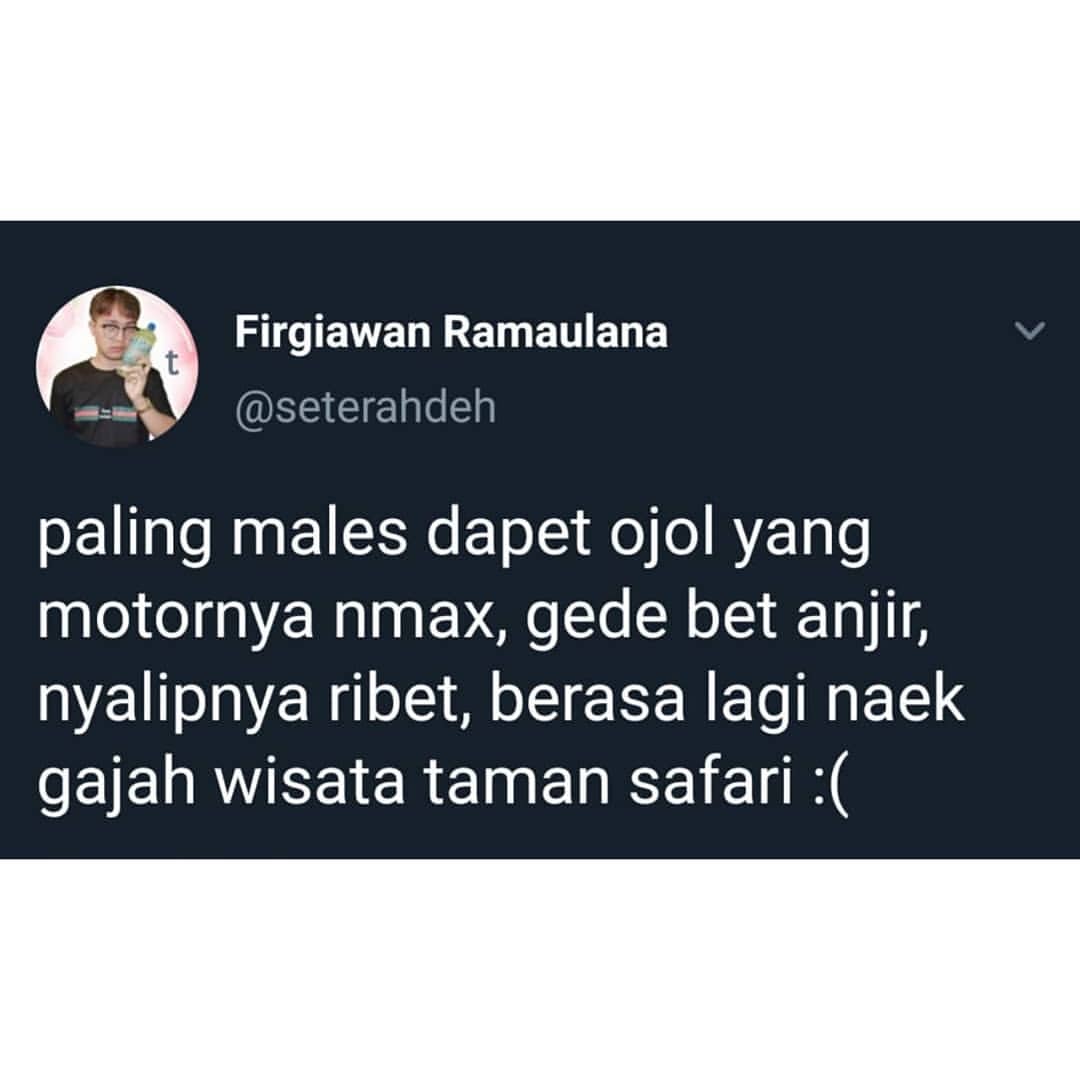 Firgiawan Ramaulana
@seterahdeh
t
paling males dapet ojol yang
motornya nmax, gede bet anjir,
nyalipnya ribet, berasa lagi naek
gajah wisata taman safari :(